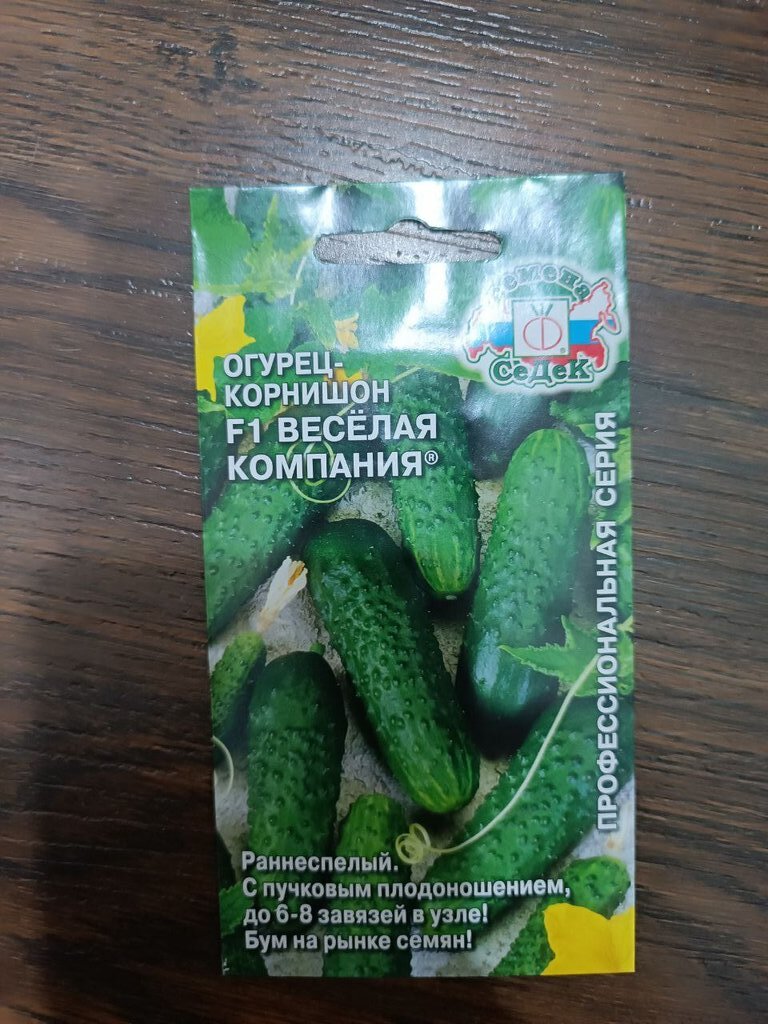 семена
СеДеК
ОГУРЕЦ-
КОРНИШОН
F1 ВЕСЁЛАЯ
КОМПАНИЯ®
ПРОФЕССИОНАЛЬНАЯ СЕРИЯ
Раннеспелый.
С пучковым плодоношением,
до 6-8 завязей в узле!
Бум на рынке семян!